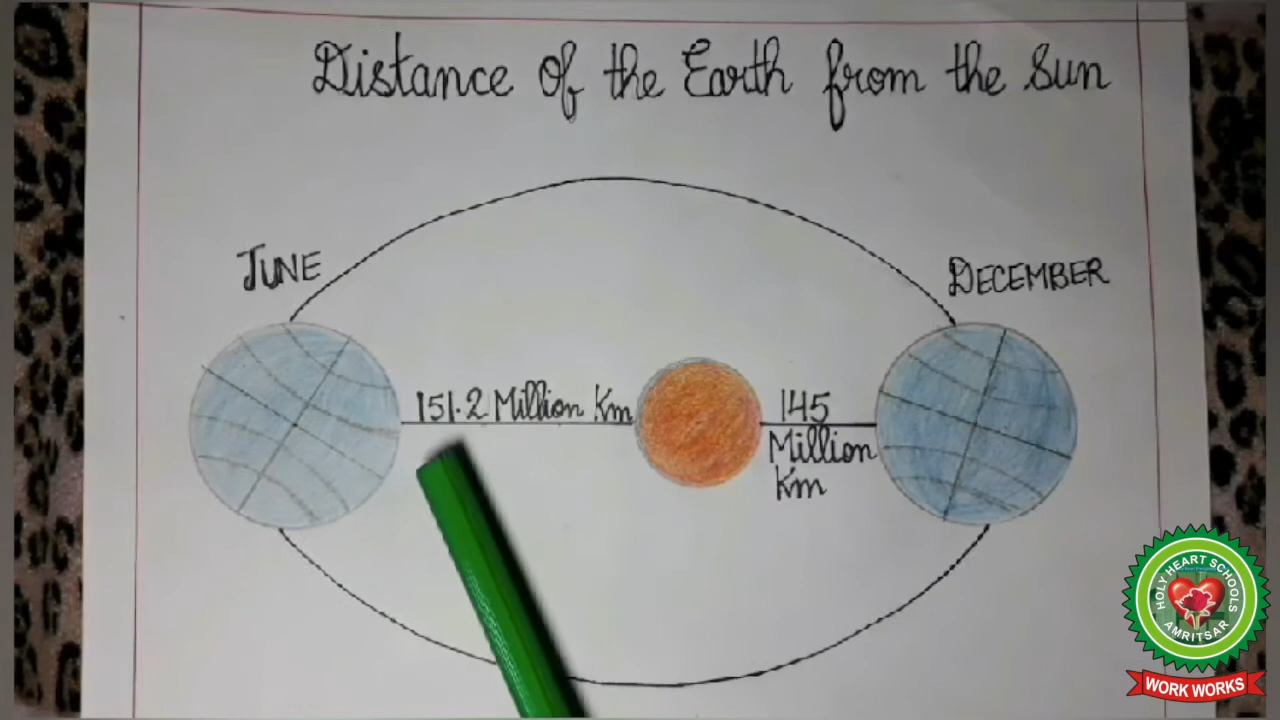 Distance of the Earth from the Sun
JUNE
DECEMBER
151.2 Million Km
145
Million
Km
HOLY HEART SCHOOLS
AMRITSAR
WORK WORKS